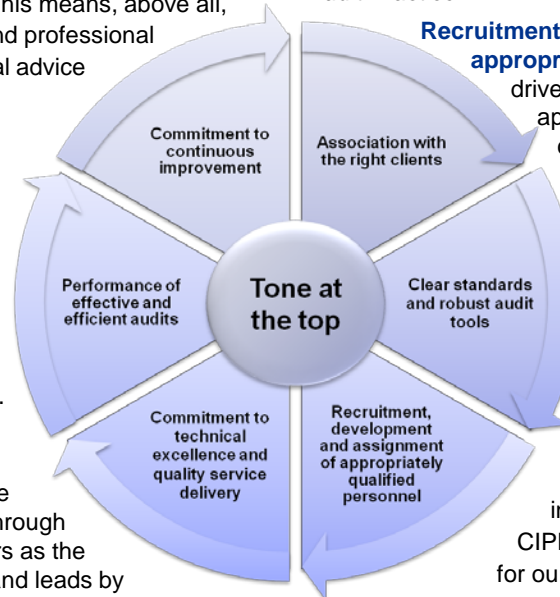 his means, above all,
nd professional
al advice
Recruitment
appropr
drive
ap
Commitment to
continuous
improvement
Association with
the right clients
Performance of
effective and
efficient audits
Tone at
the top
Clear standards
and robust audit
tools
Commitment to
technical
excellence and
quality service
delivery
Recruitment,
development
and assignment
of appropriately
qualified
personnel
hrough
rs as the
and leads by
in
CIP
for ou